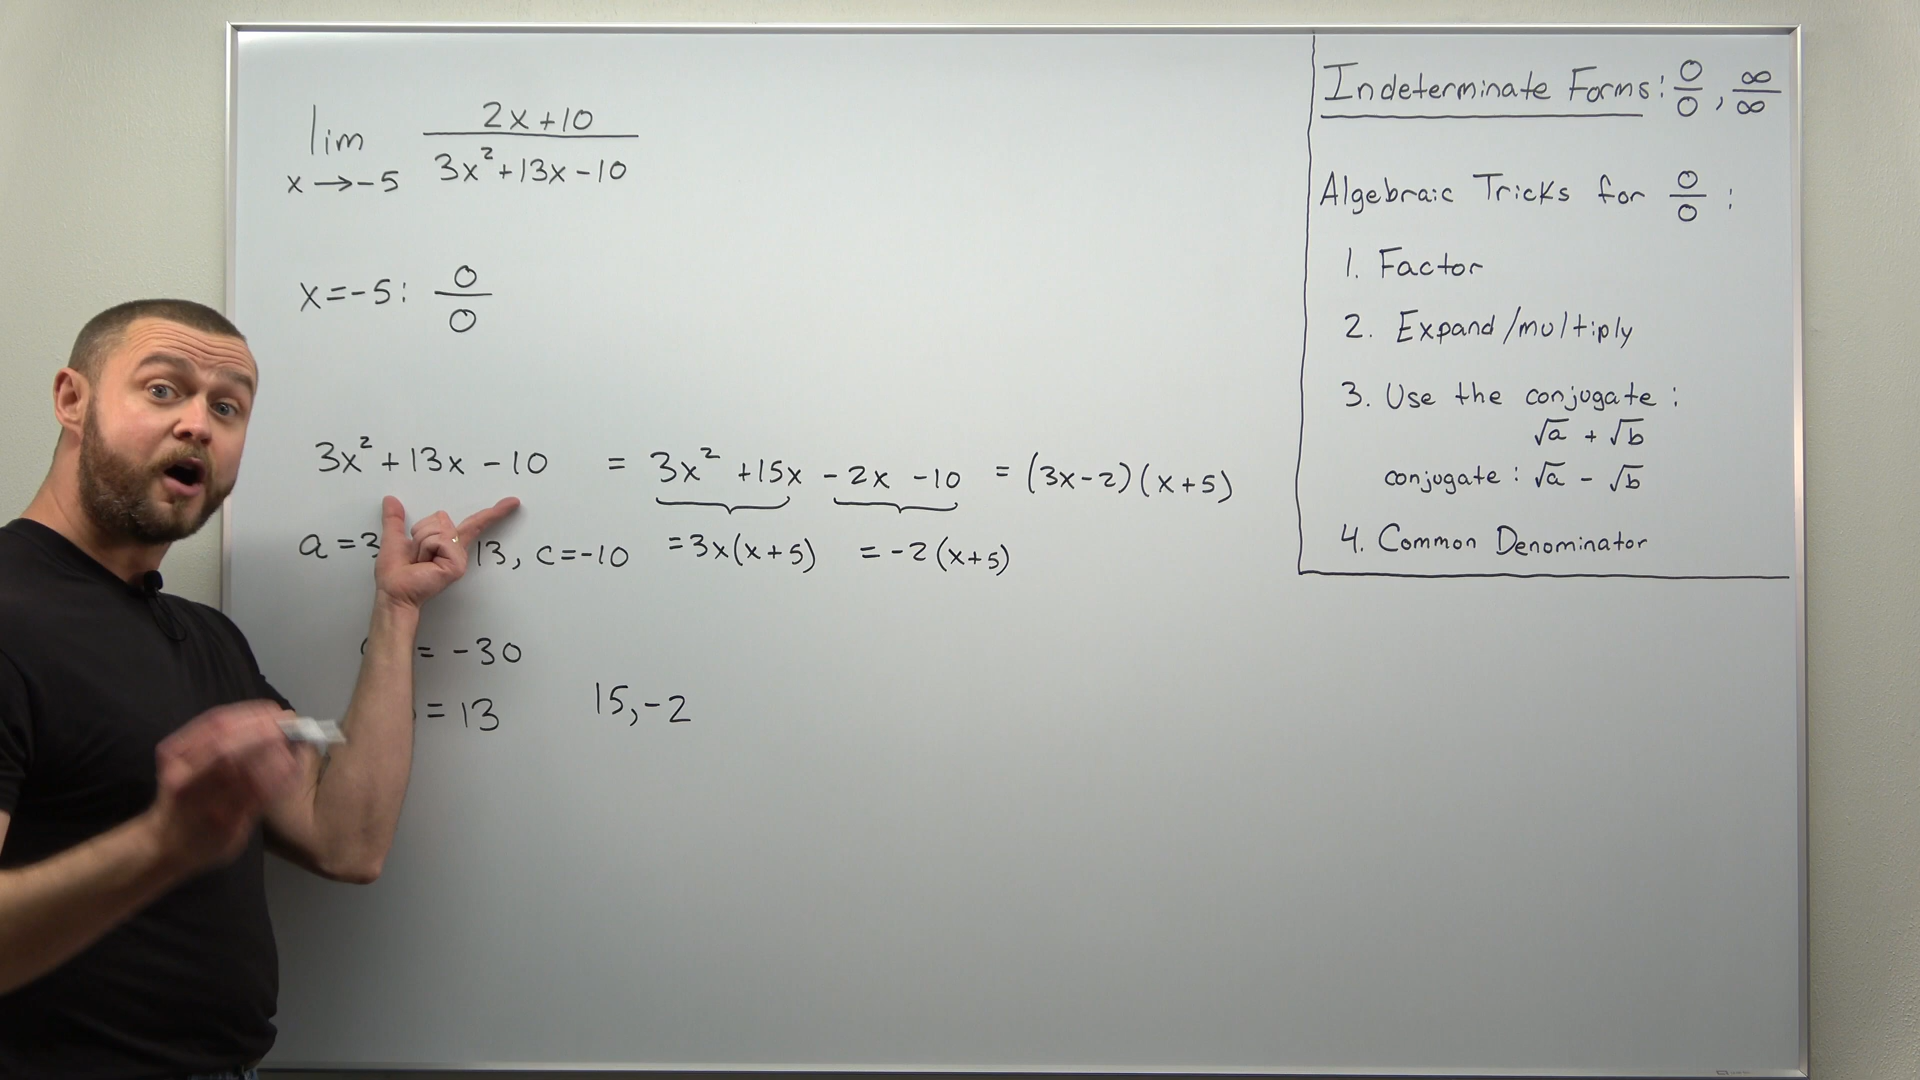 lim x→-5 (2x+10)/(3x²+13x-10)
x=-5: 0/0
3x²+13x-10 = 3x²+15x-2x-10 = (3x-2)(x+5)
a=3 13, c=-10 =3x(x+5) =-2(x+5)
= -30
= 13 15,-2
Indeterminate Forms: 0/0, ∞/∞
Algebraic Tricks for 0/0:
1. Factor
2. Expand/multiply
3. Use the conjugate:
√a + √b
conjugate: √a - √b
4. Common Denominator